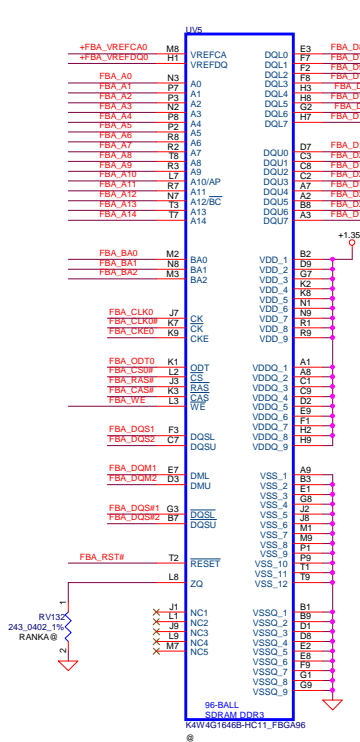 UV5
+FBA_VREFCA0 M8 VREFCA DQL0 E3
+FBA_VREFDQ0 H1 VREFDQ DQL1 F7
DQL2 F2
FBA_A0 N3 A0 DQL3 F8
FBA_A1 P7 A1 DQL4 H3
FBA_A2 P3 A2 DQL5 H8
FBA_A3 N2 A3 DQL6 G2
FBA_A4 P8 A4 DQL7 H7
FBA_A5 P2 A5
FBA_A6 R8 A6
FBA_A7 R2 A7 DQU0 D7
FBA_A8 T8 A8 DQU1 C3
FBA_A9 R3 A9 DQU2 C8
FBA_A10 L7 A10/AP DQU3 C2
FBA_A11 R7 A11 DQU4 A7
FBA_A12 N7 A12/BC DQU5 A2
FBA_A13 T3 A13 DQU6 B8
FBA_A14 T7 A14 DQU7 A3
+1.35
FBA_BA0 M2 BA0 VDD_1 B2
FBA_BA1 N8 BA1 VDD_2 D9
FBA_BA2 M3 BA2 VDD_3 G7
VDD_4 K2
VDD_5 K8
VDD_6 N1
FBA_CLK0 J7 CK VDD_7 N9
FBA_CLK0# K7 CK VDD_8 R1
FBA_CKE0 K9 CKE VDD_9 R9
FBA_ODT0 K1 ODT VDDQ_1 A1
FBA_CS0# L2 CS VDDQ_2 A8
FBA_RAS# J3 RAS VDDQ_3 C1
FBA_CAS# K3 CAS VDDQ_4 C9
FBA_WE L3 WE VDDQ_5 D2
VDDQ_6 E9
VDDQ_7 F1
FBA_DQS1 F3 DQSL VDDQ_8 H2
FBA_DQS2 C7 DQSU VDDQ_9 H9
FBA_DQM1 E7 DML VSS_1 A9
FBA_DQM2 D3 DMU VSS_2 B3
VSS_3 E1
VSS_4 G8
FBA_DQS#1 G3 DQSL VSS_5 J2
FBA_DQS#2 B7 DQSU VSS_6 J8
VSS_7 M1
VSS_8 M9
VSS_9 P1
FBA_RST# T2 RESET VSS_10 P9
VSS_11 T1
L8 ZQ VSS_12 T9
1
RV132
243_0402_1%
RANKA@
2
J1 NC1 VSSQ_1 B1
L1 NC2 VSSQ_2 B9
J9 NC3 VSSQ_3 D1
L9 NC4 VSSQ_4 D8
M7 NC5 VSSQ_5 E2
VSSQ_6 E8
VSSQ_7 F9
VSSQ_8 G1
VSSQ_9 G9
96-BALL
SDRAM DDR3
K4W4G1646B-HC11_FBGA96
@